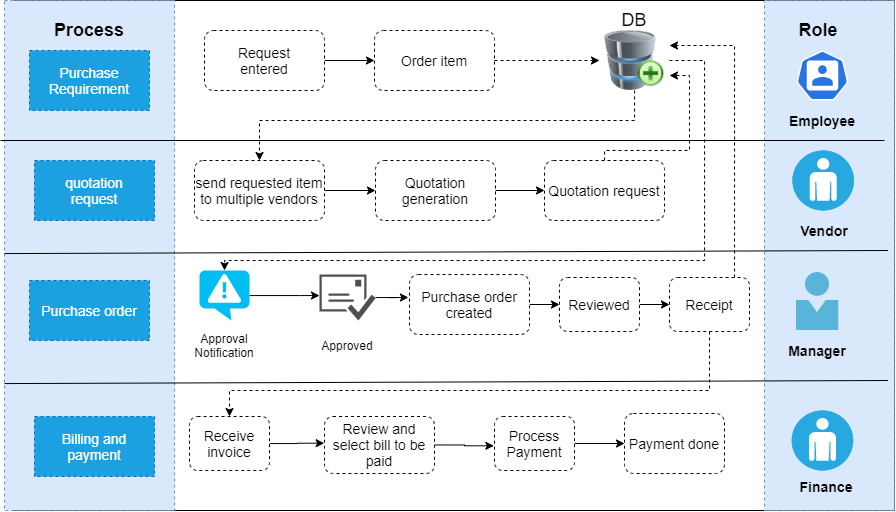 Process
DB
Role
Purchase
Requirement
Request
entered
Order item
Employee
quotation
request
send requested item
to multiple vendors
Quotation
generation
Quotation request
Vendor
Purchase order
Approval
Notification
Approved
Purchase order
created
Reviewed
Receipt
Manager
Billing and
payment
Receive
invoice
Review and
select bill to be
paid
Process
Payment
Payment done
Finance